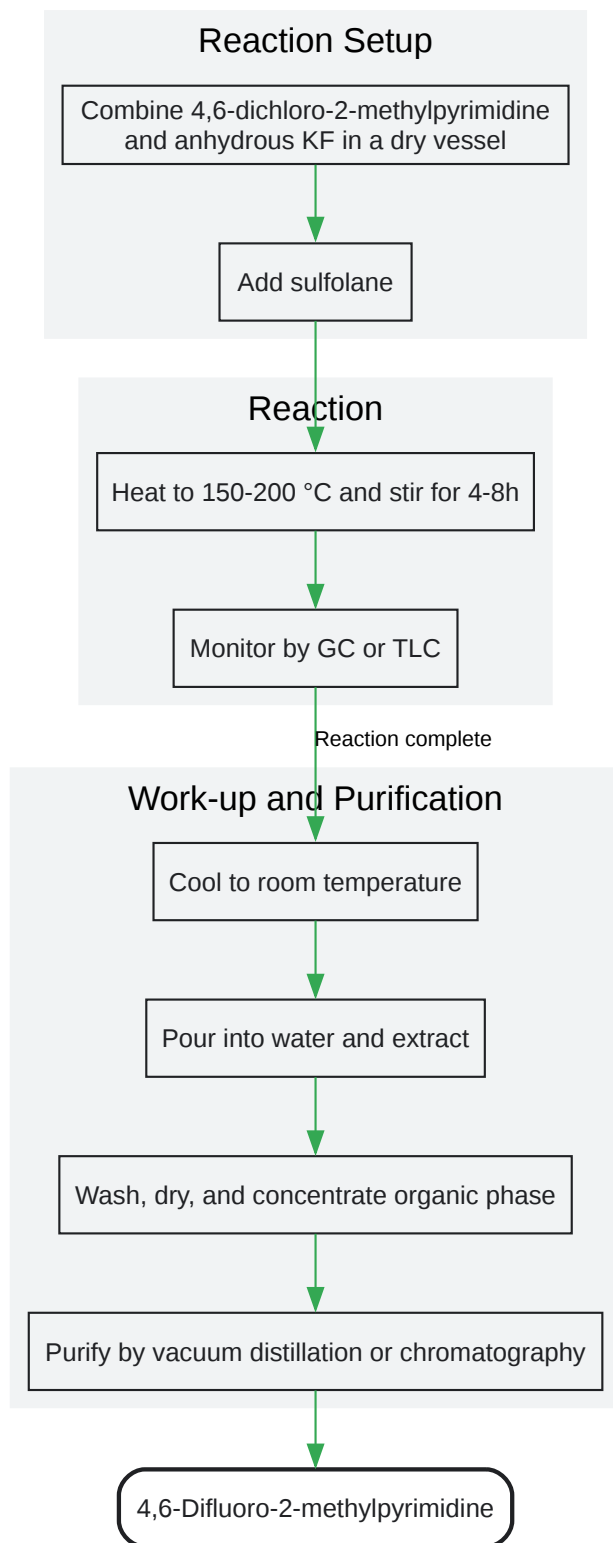 Reaction Setup
Combine 4,6-dichloro-2-methylpyrimidine
and anhydrous KF in a dry vessel
Add sulfolane
Reaction
Heat to 150-200 °C and stir for 4-8h
Monitor by GC or TLC
Reaction complete
Work-up and Purification
Cool to room temperature
Pour into water and extract
Wash, dry, and concentrate organic phase
Purify by vacuum distillation or chromatography
4,6-Difluoro-2-methylpyrimidine